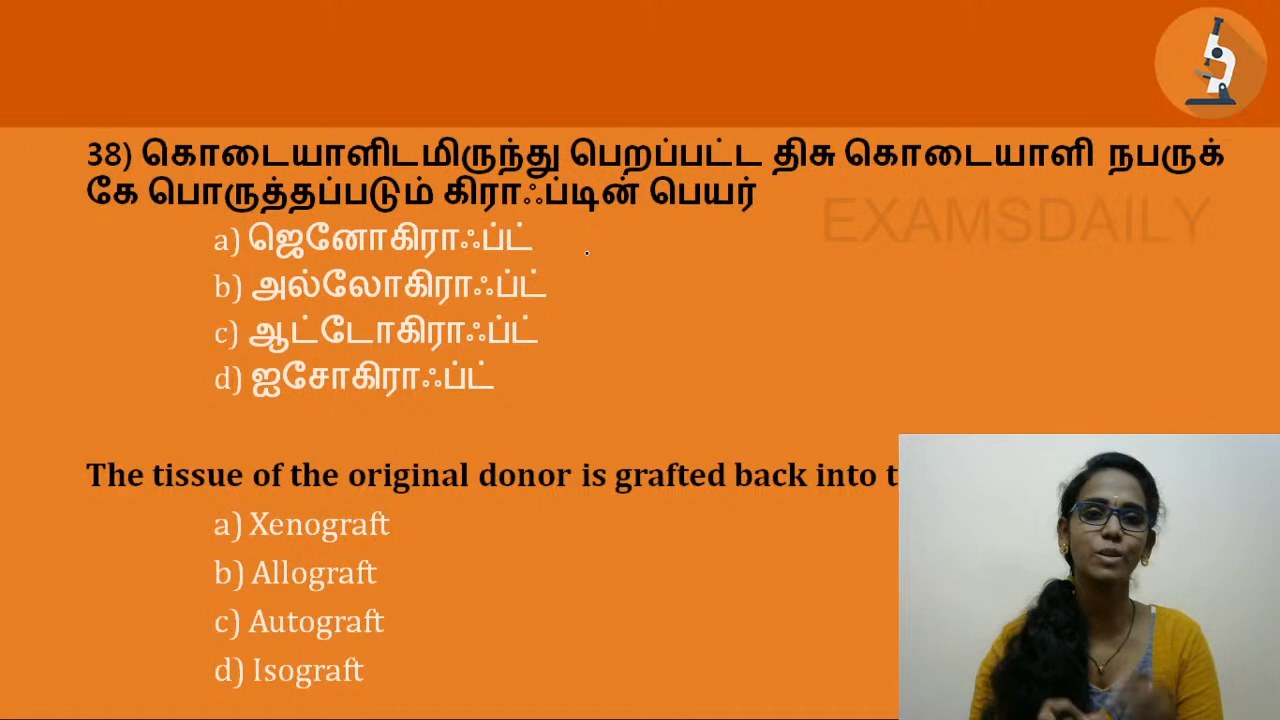 38) கொடையாளிடமிருந்து பெறப்பட்ட திசு கொடையாளி நபருக்
கே பொருத்தப்படும் கிராஃப்டின் பெயர்
EXAMSDAILY
a) ஜெனோகிராஃப்ட்
b) அல்லோகிராஃப்ட்
c) ஆட்டோகிராஃப்ட்
d) ஐசோகிராஃப்ட்
The tissue of the original donor is grafted back into
a) Xenograft
b) Allograft
c) Autograft
d) Isograft